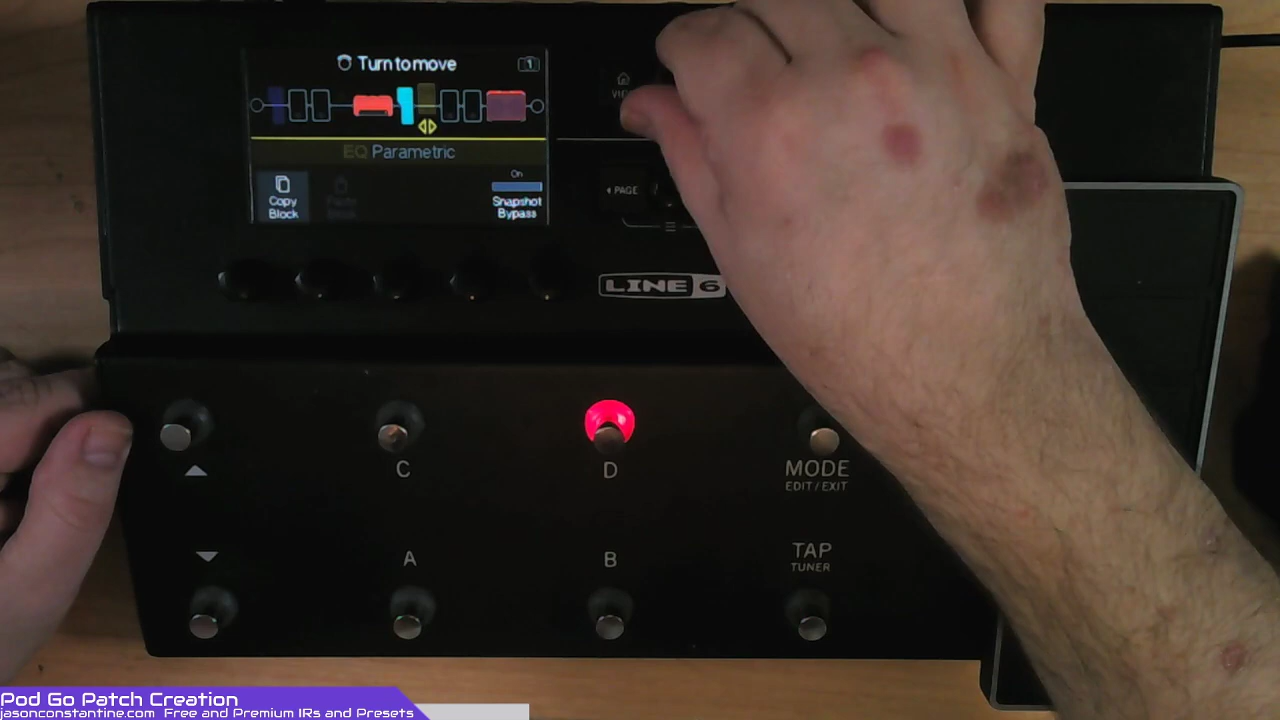 Turn to move
1
EQ Parametric
Copy
Block
On
Snapshot
Bypass
PAGE
LINE 6
C
D
MODE
EDIT / EXIT
A
B
TAP
TUNER
Pod Go Patch Creation
jasonconstantine.com Free and Premium IRs and Presets